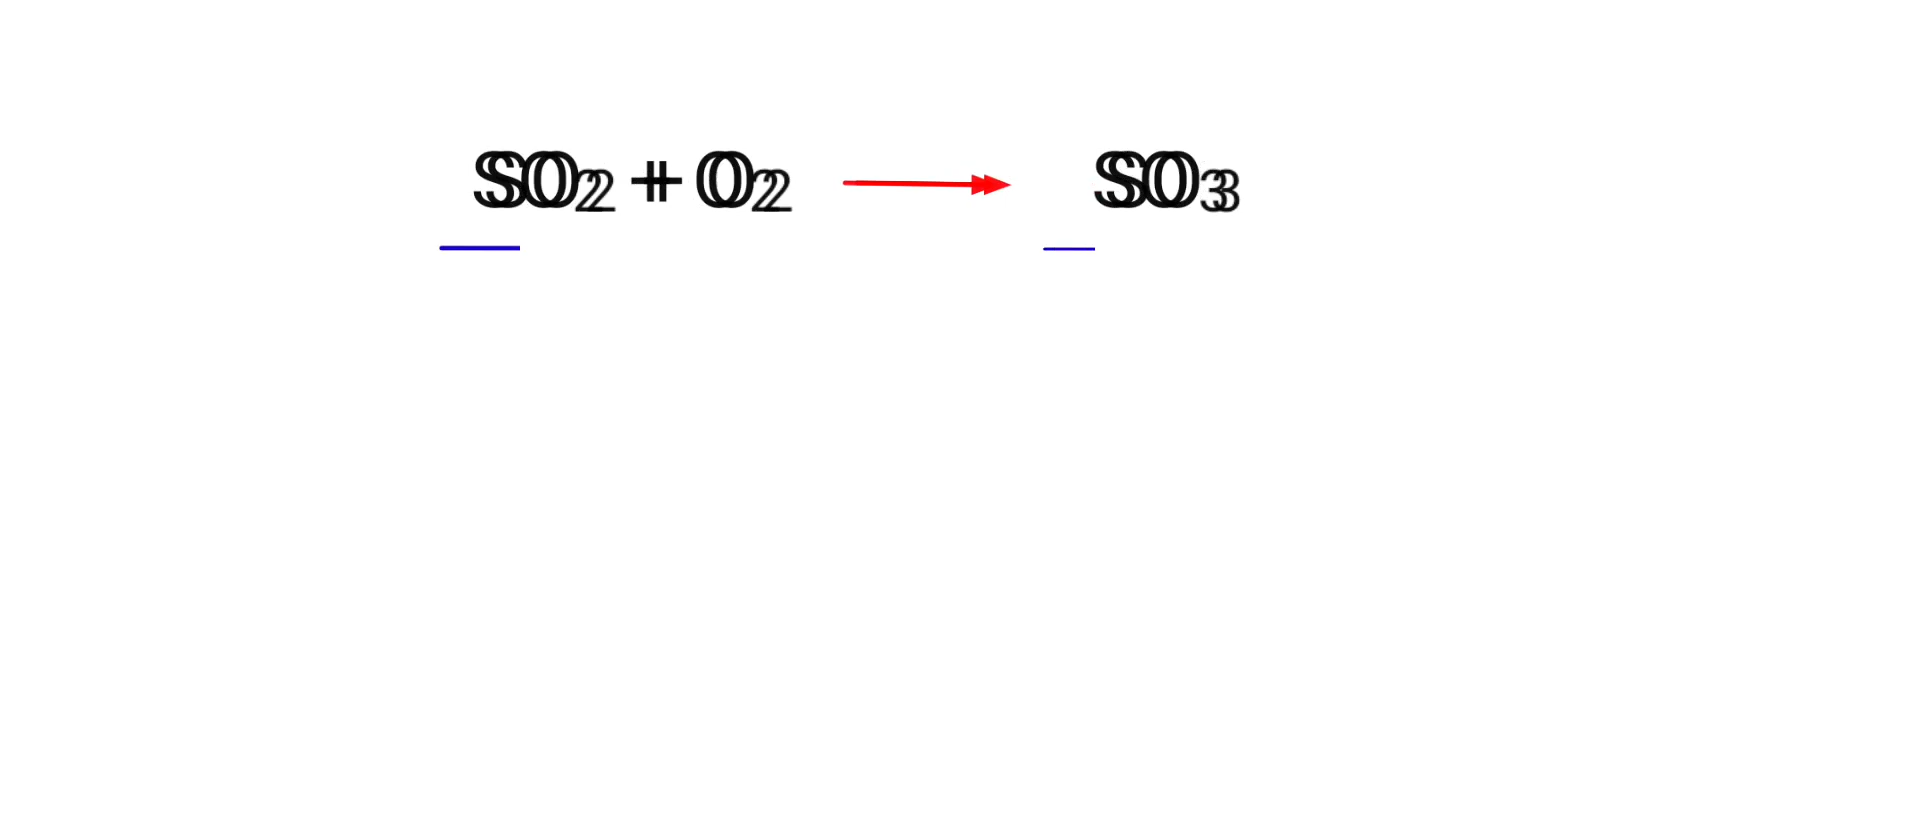 SO₂ + O₂ → SO₃